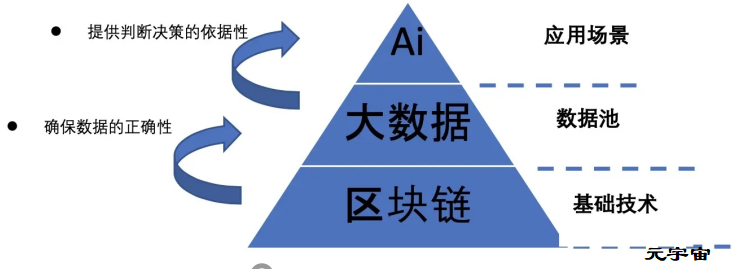 提供判断决策的依据性
Ai
应用场景
确保数据的正确性
大数据
数据池
区块链
基础技术
元宇宙